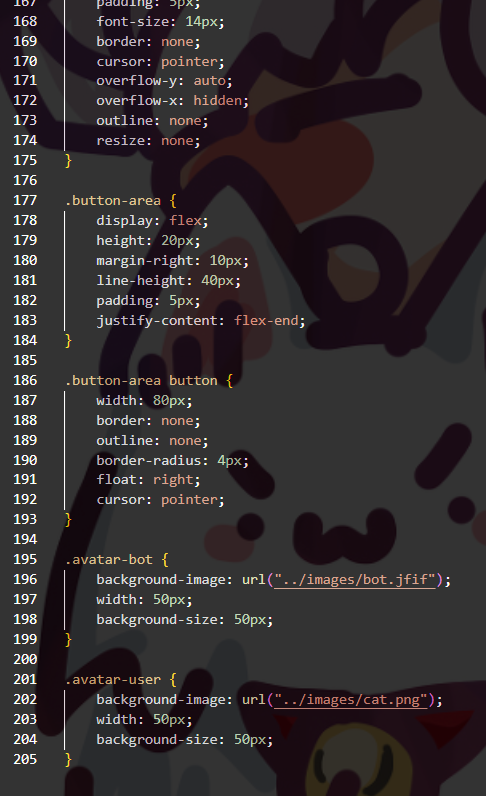 167 padding: 5px;
168 font-size: 14px;
169 border: none;
170 cursor: pointer;
171 overflow-y: auto;
172 overflow-x: hidden;
173 outline: none;
174 resize: none;
175 }
176
177 .button-area {
178 display: flex;
179 height: 20px;
180 margin-right: 10px;
181 line-height: 40px;
182 padding: 5px;
183 justify-content: flex-end;
184 }
185
186 .button-area button {
187 width: 80px;
188 border: none;
189 outline: none;
190 border-radius: 4px;
191 float: right;
192 cursor: pointer;
193 }
194
195 .avatar-bot {
196 background-image: url("../images/bot.jfif");
197 width: 50px;
198 background-size: 50px;
199 }
200
201 .avatar-user {
202 background-image: url("../images/cat.png");
203 width: 50px;
204 background-size: 50px;
205 }